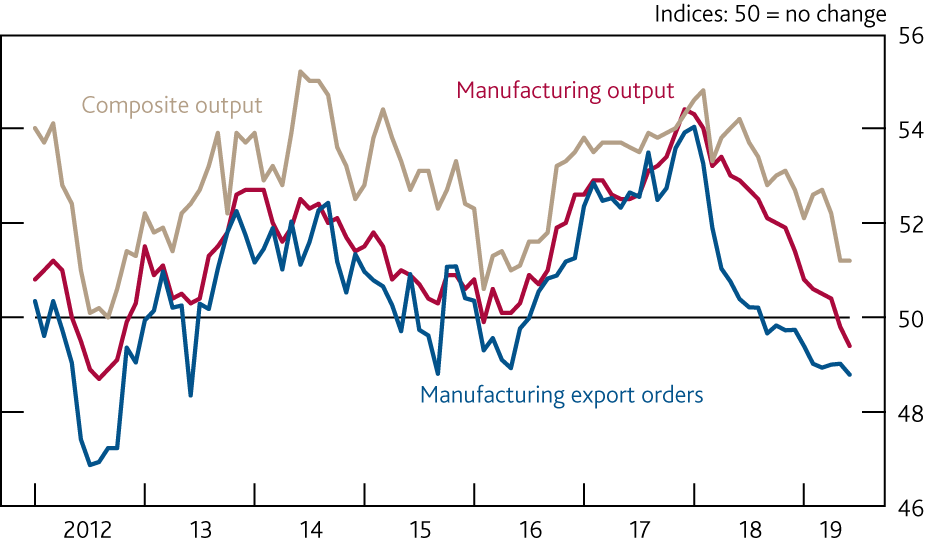 Indices: 50 = no change
56
Manufacturing output
Composite output
54
52
50
Manufacturing export orders
48
46
2012 13 14 15 16 17 18 19